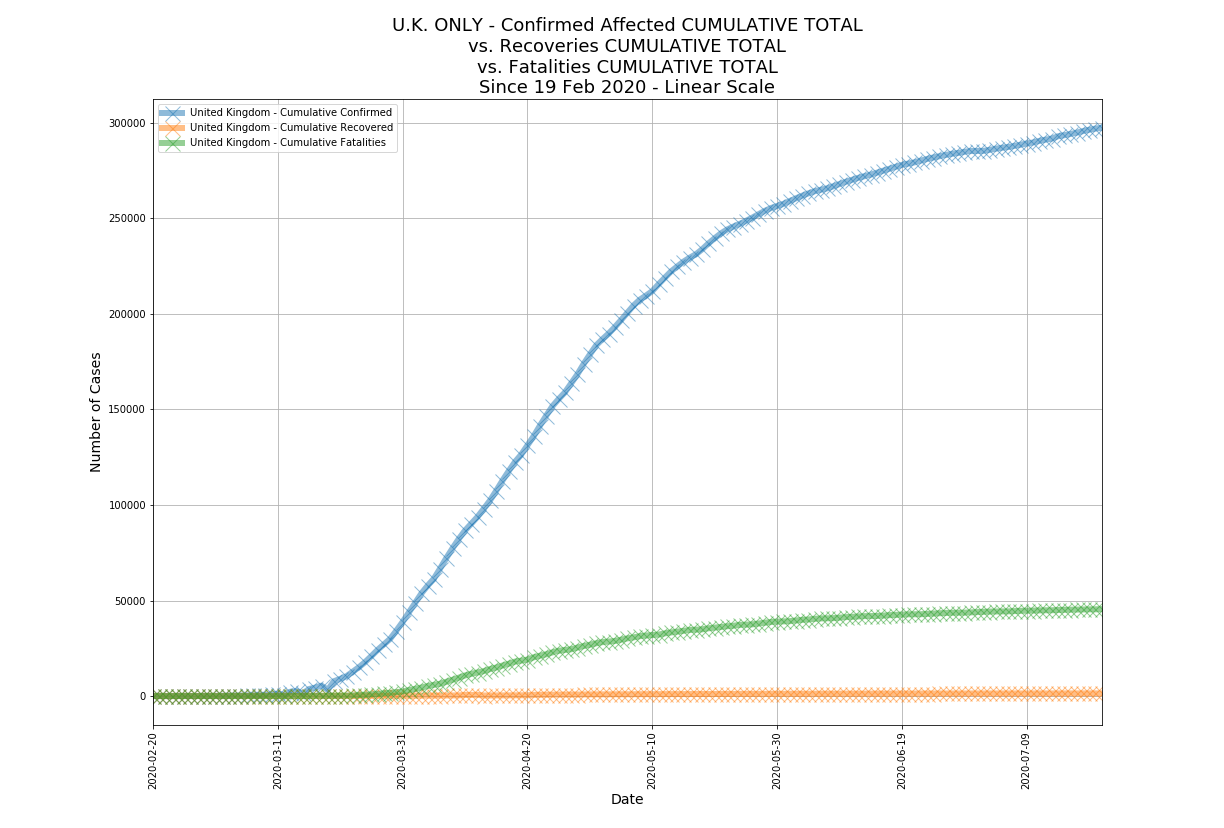 U.K. ONLY - Confirmed Affected CUMULATIVE TOTAL
vs. Recoveries CUMULATIVE TOTAL
vs. Fatalities CUMULATIVE TOTAL
Since 19 Feb 2020 - Linear Scale
United Kingdom - Cumulative Confirmed
United Kingdom - Cumulative Recovered
United Kingdom - Cumulative Fatalities
Number of Cases
300000
250000
200000
150000
100000
50000
0
2020-02-20
2020-03-11
2020-03-31
2020-04-20
2020-05-10
2020-05-30
2020-06-19
2020-07-09
Date